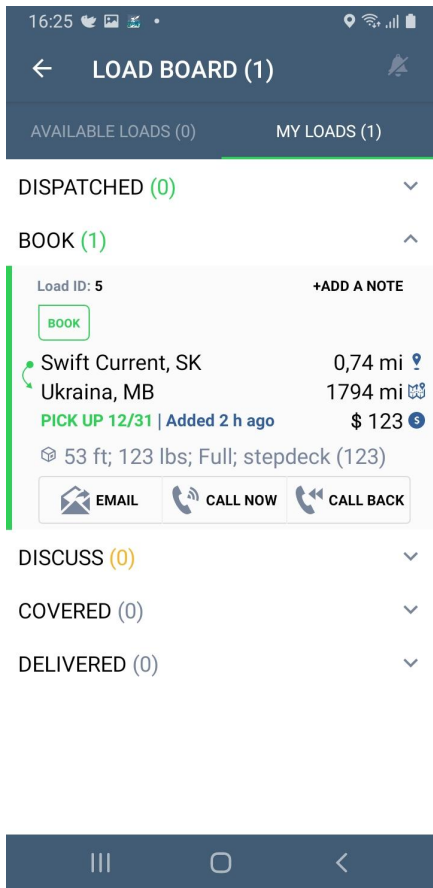 16:25
LOAD BOARD (1)
AVAILABLE LOADS (0) MY LOADS (1)
DISPATCHED (0)
BOOK (1)
Load ID: 5 +ADD A NOTE
BOOK
Swift Current, SK 0,74 mi
Ukraina, MB 1794 mi
PICK UP 12/31 | Added 2 h ago $ 123
53 ft; 123 lbs; Full; stepdeck (123)
EMAIL CALL NOW CALL BACK
DISCUSS (0)
COVERED (0)
DELIVERED (0)